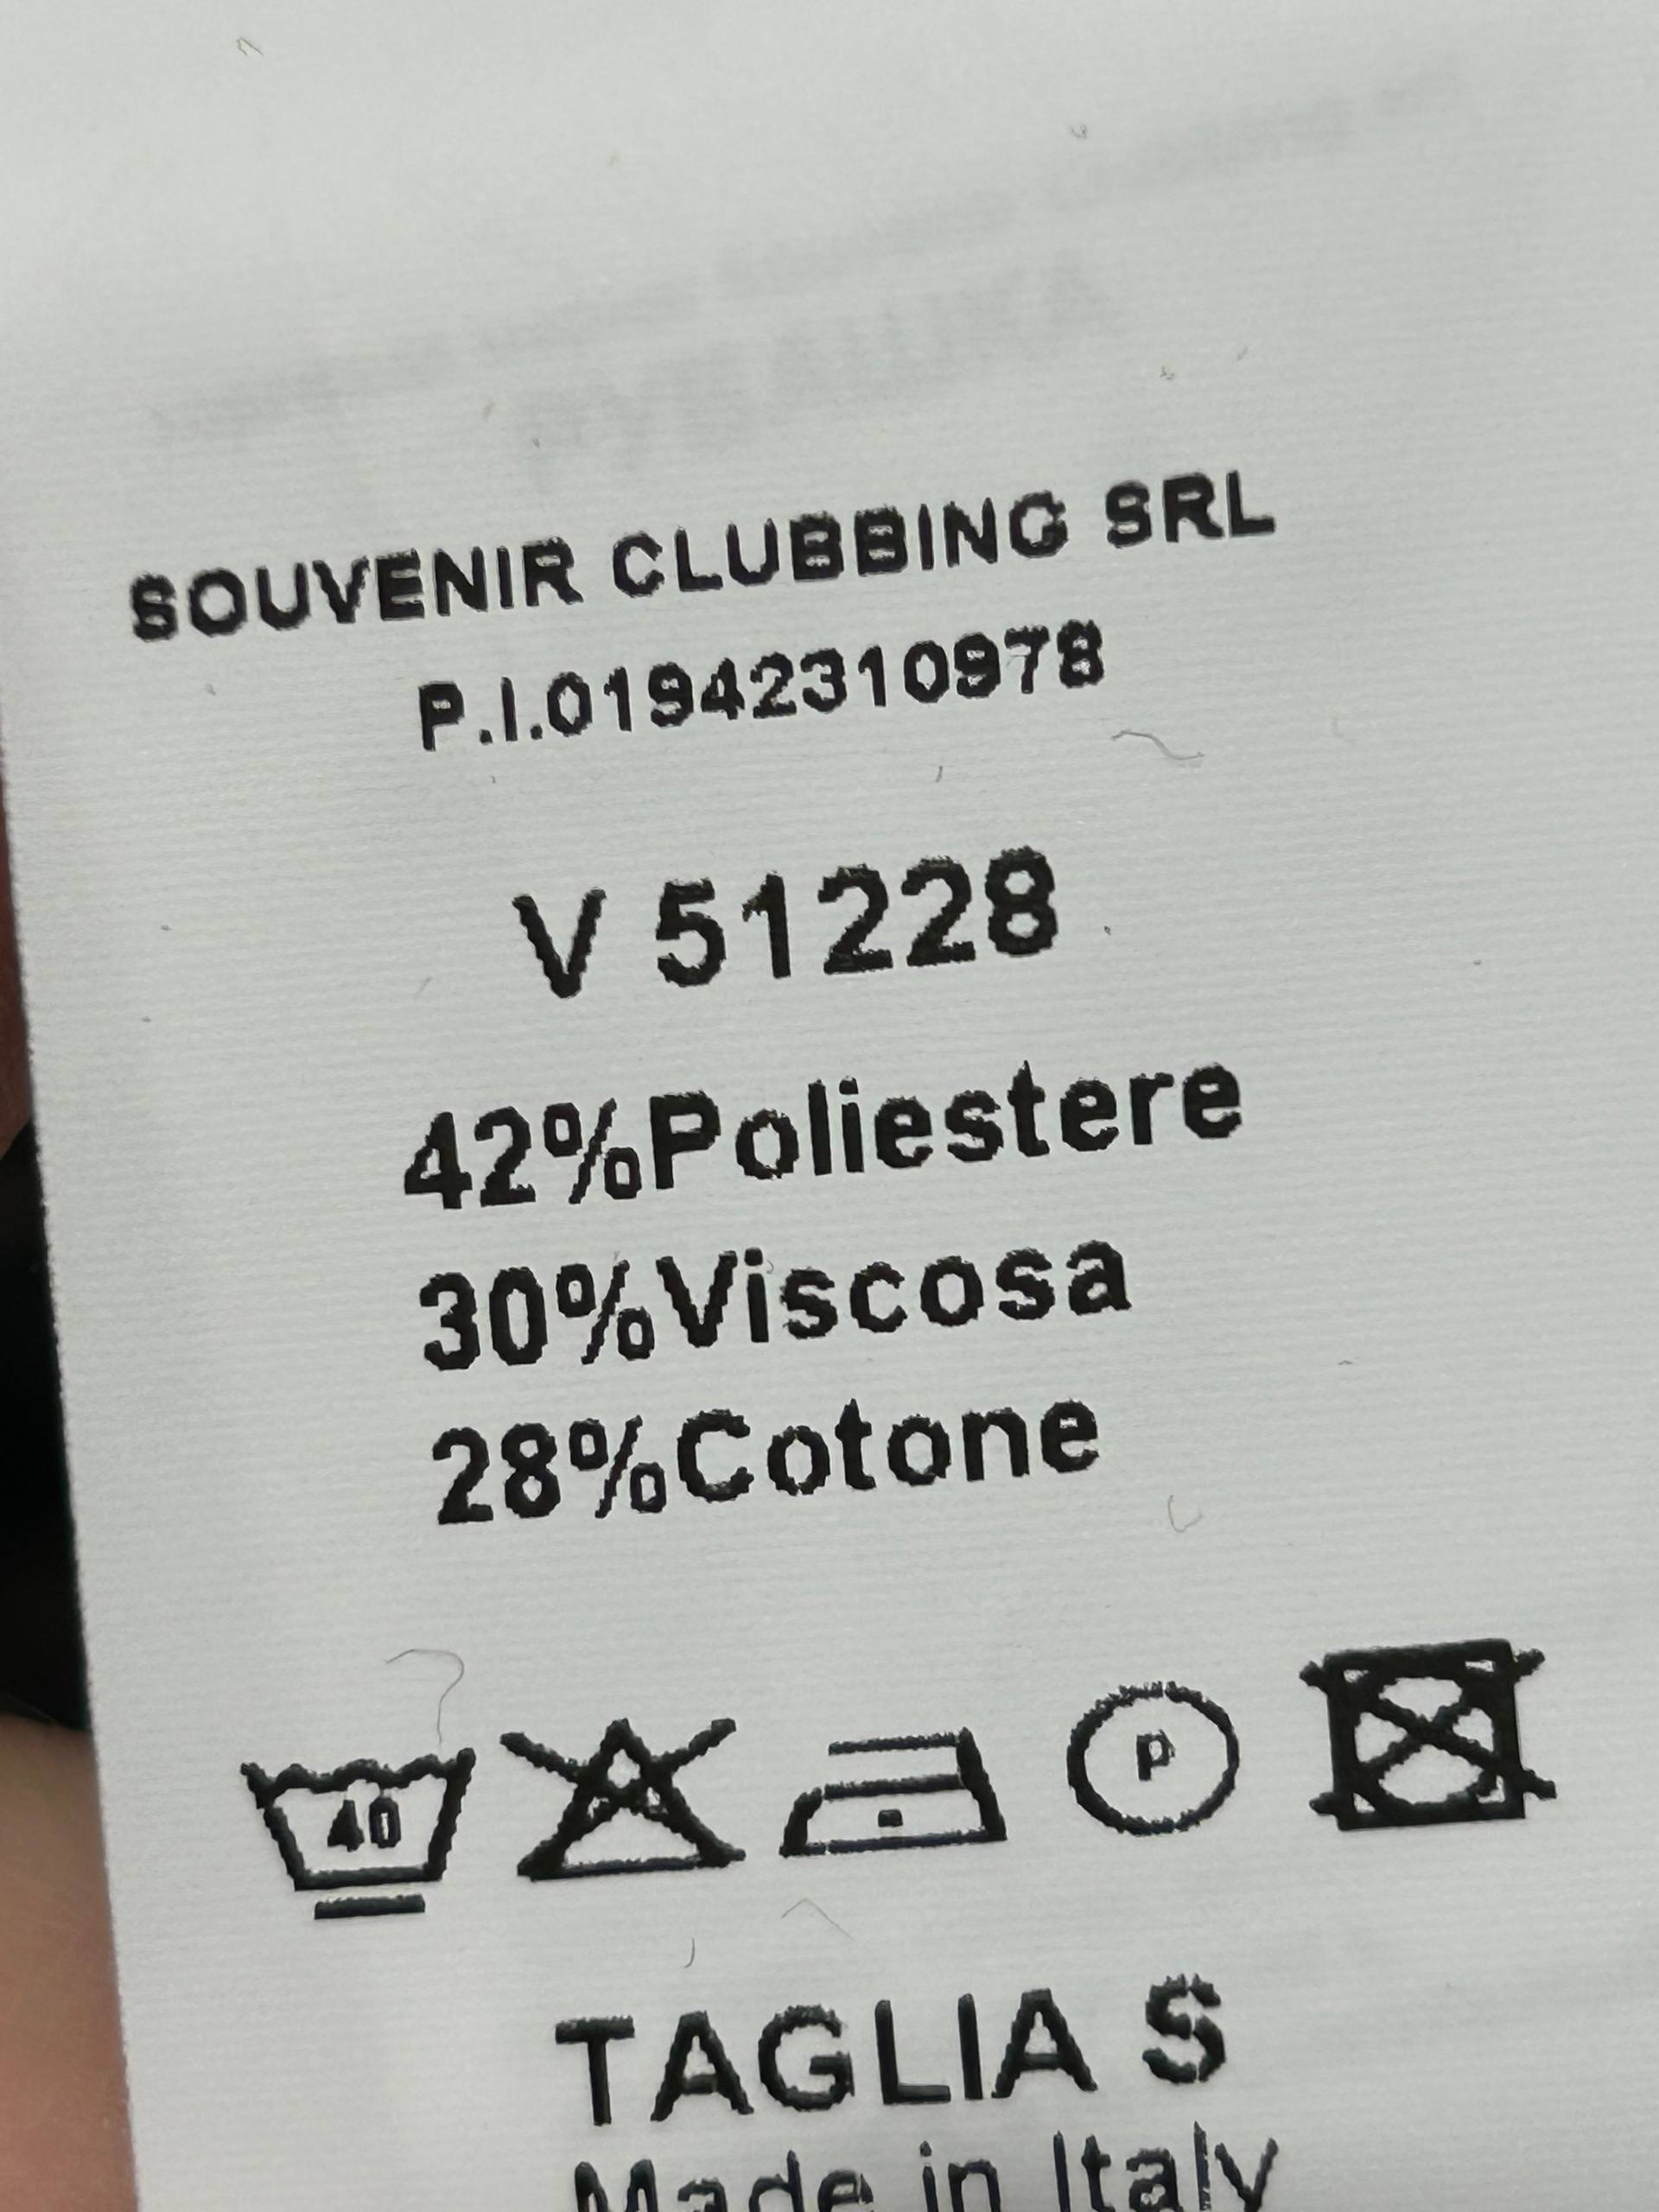 SOUVENIR CLUBBING SRL
P.I.01942310978
V 51228
42%Poliestere
30%Viscosa
28%Cotone
40
P
TAGLIA S
Made in Italy